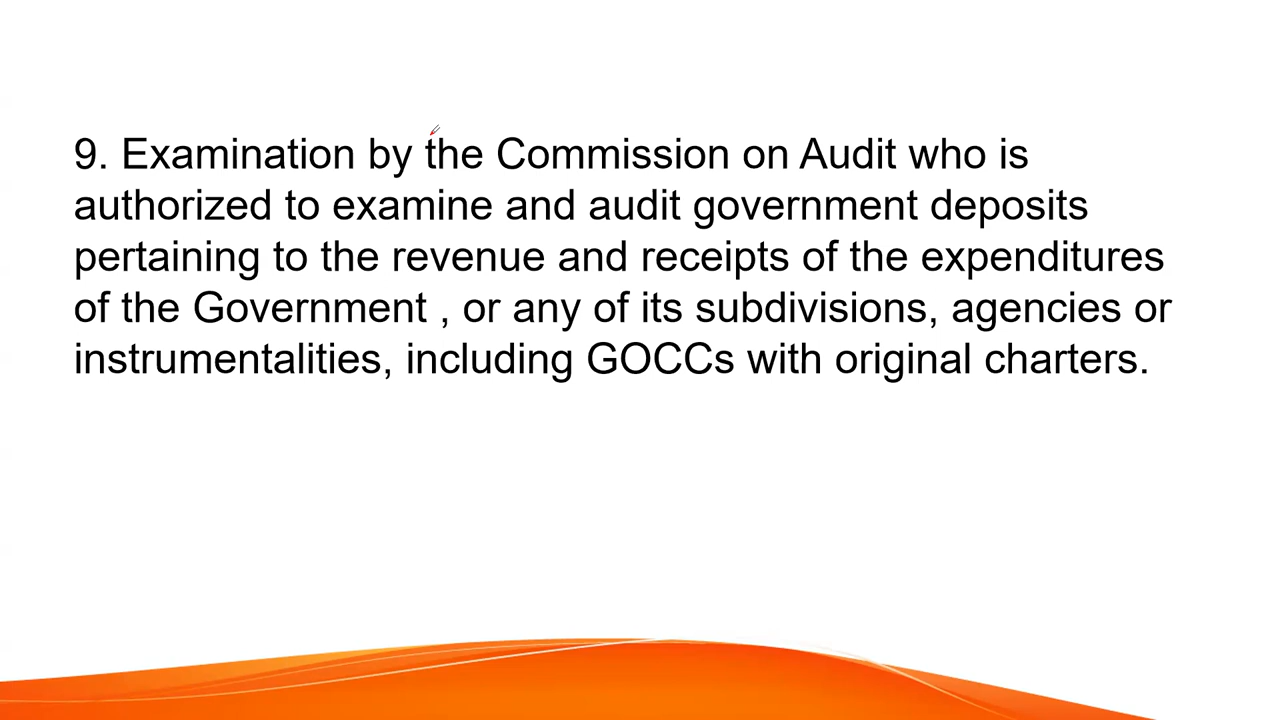 9. Examination by the Commission on Audit who is
authorized to examine and audit government deposits
pertaining to the revenue and receipts of the expenditures
of the Government , or any of its subdivisions, agencies or
instrumentalities, including GOCCs with original charters.